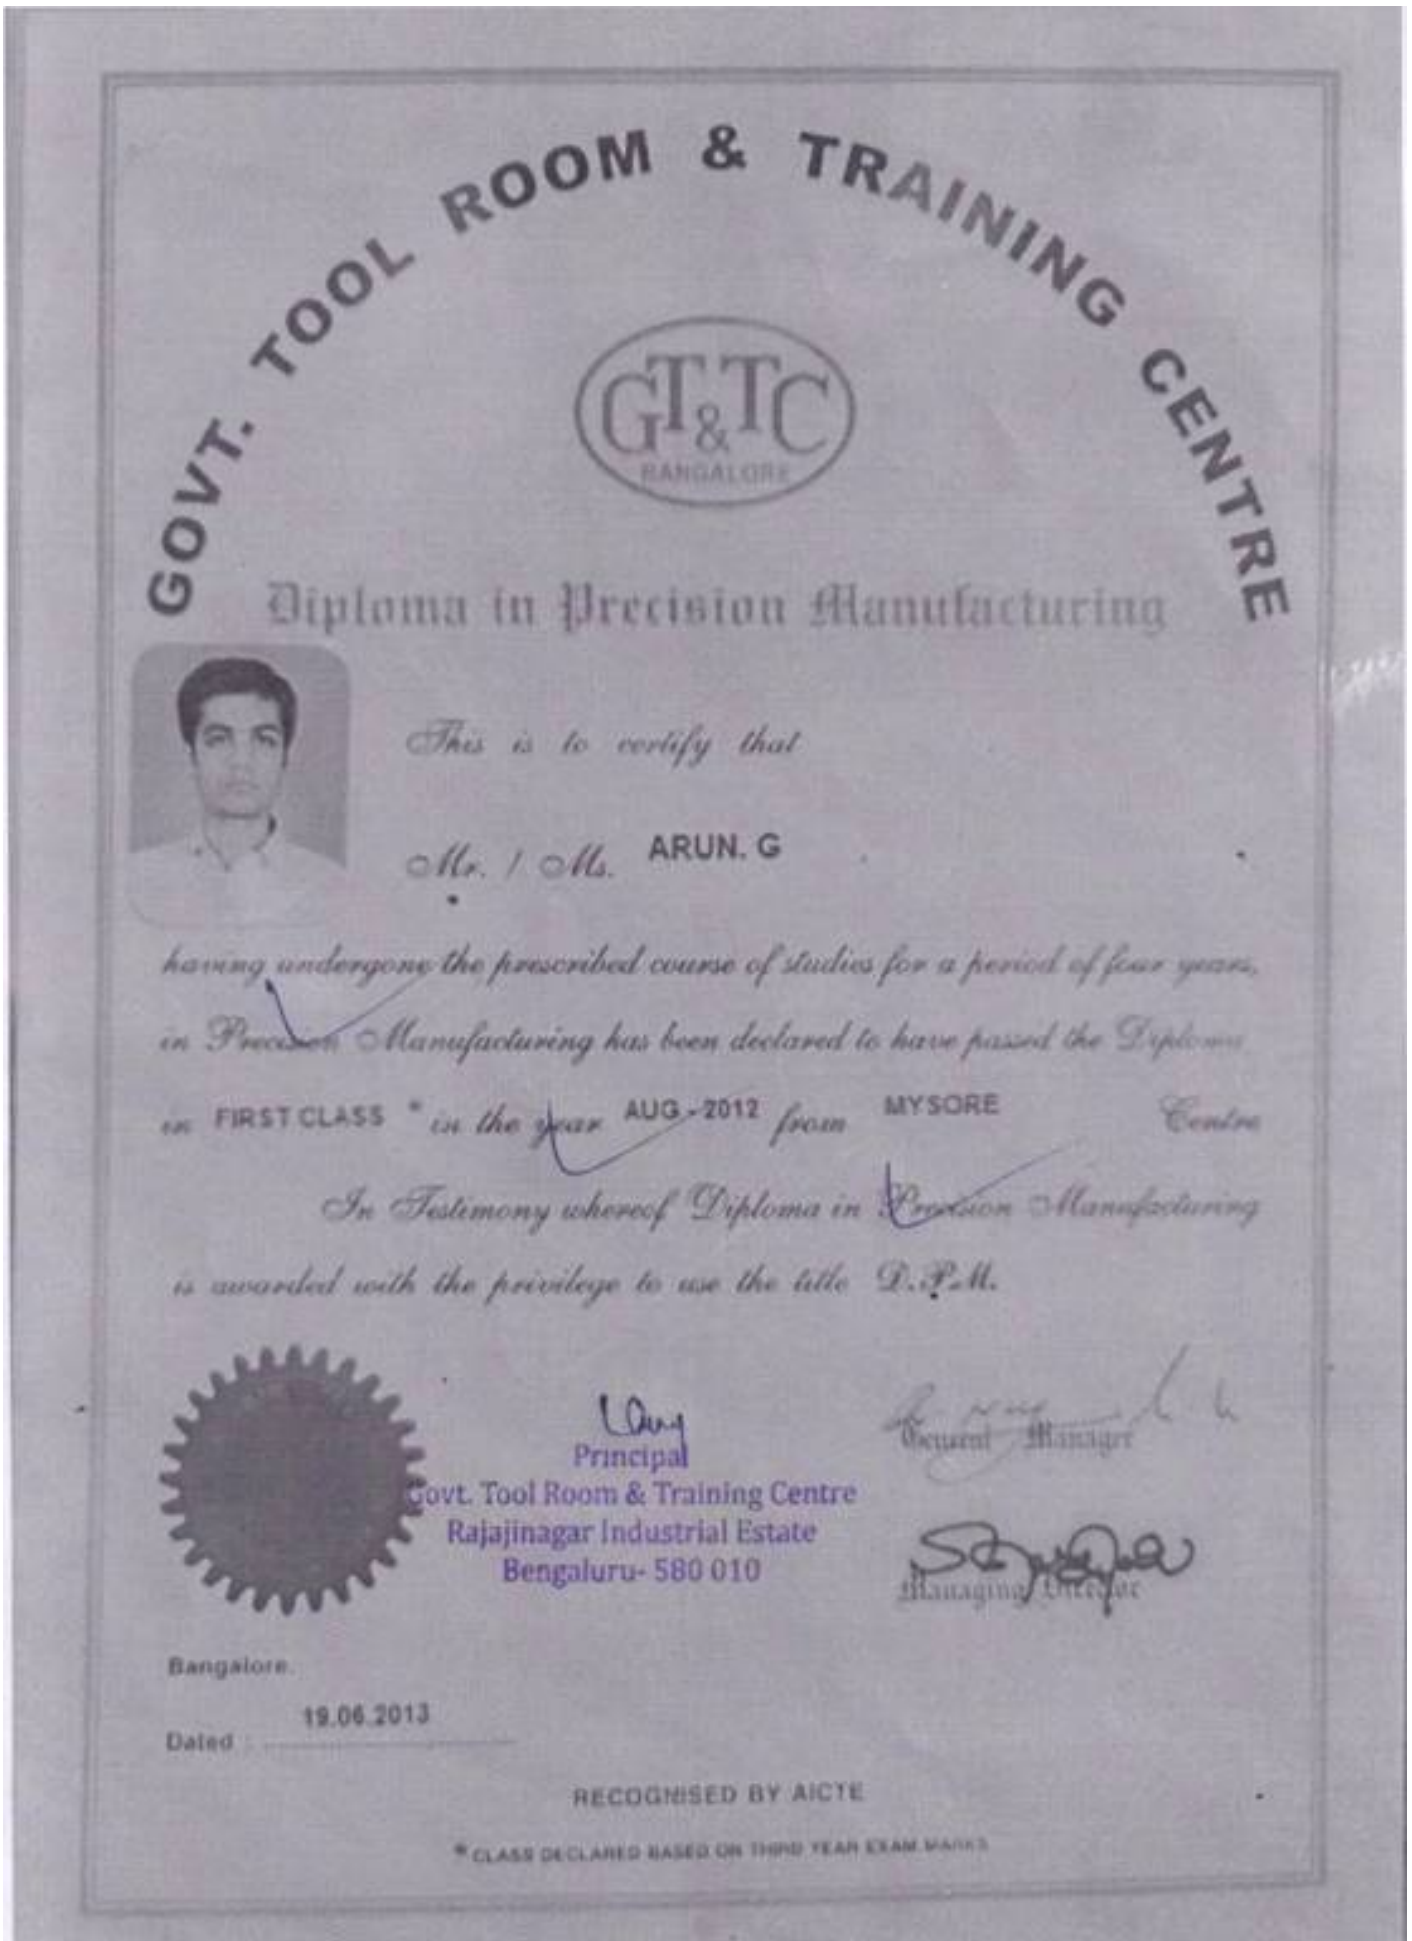 GOVT. TOOL ROOM & TRAINING CENTRE
GT&TC
BANGALORE
Diploma in Precision Manufacturing
This is to certify that
Mr. / Ms. ARUN. G
having undergone the prescribed course of studies for a period of four years,
in Precision Manufacturing has been declared to have passed the Diploma
in FIRST CLASS * in the year AUG-2012 from MYSORE Centre
In Testimony whereof Diploma in Precision Manufacturing
is awarded with the privilege to use the title D.P.M.
Principal
Govt. Tool Room & Training Centre
Rajajinagar Industrial Estate
Bengaluru- 580 010
General Manager
Managing Director
Bangalore.
19.06.2013
Dated :
RECOGNISED BY AICTE
* CLASS DECLARED BASED ON THIRD YEAR EXAM MARKS